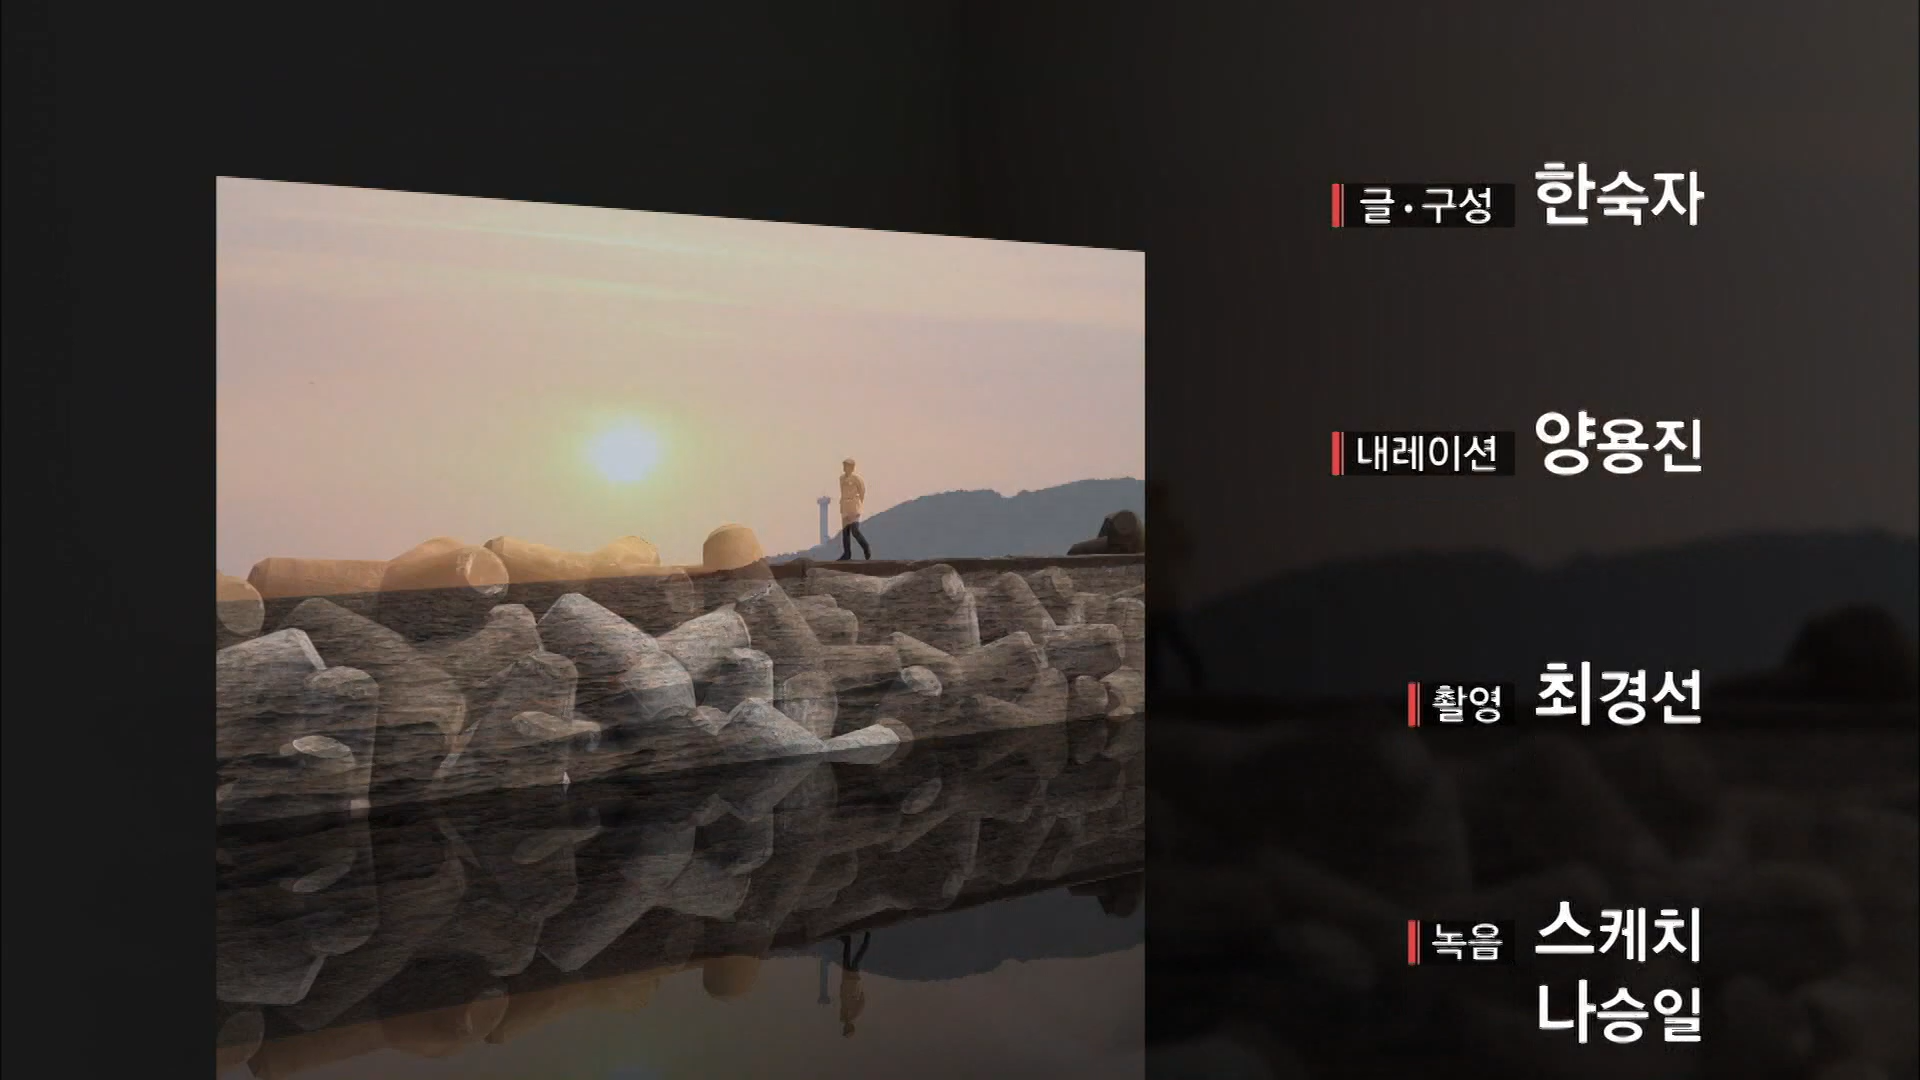 글·구성 한숙자
내레이션 양용진
촬영 최경선
녹음 스케치
나승일